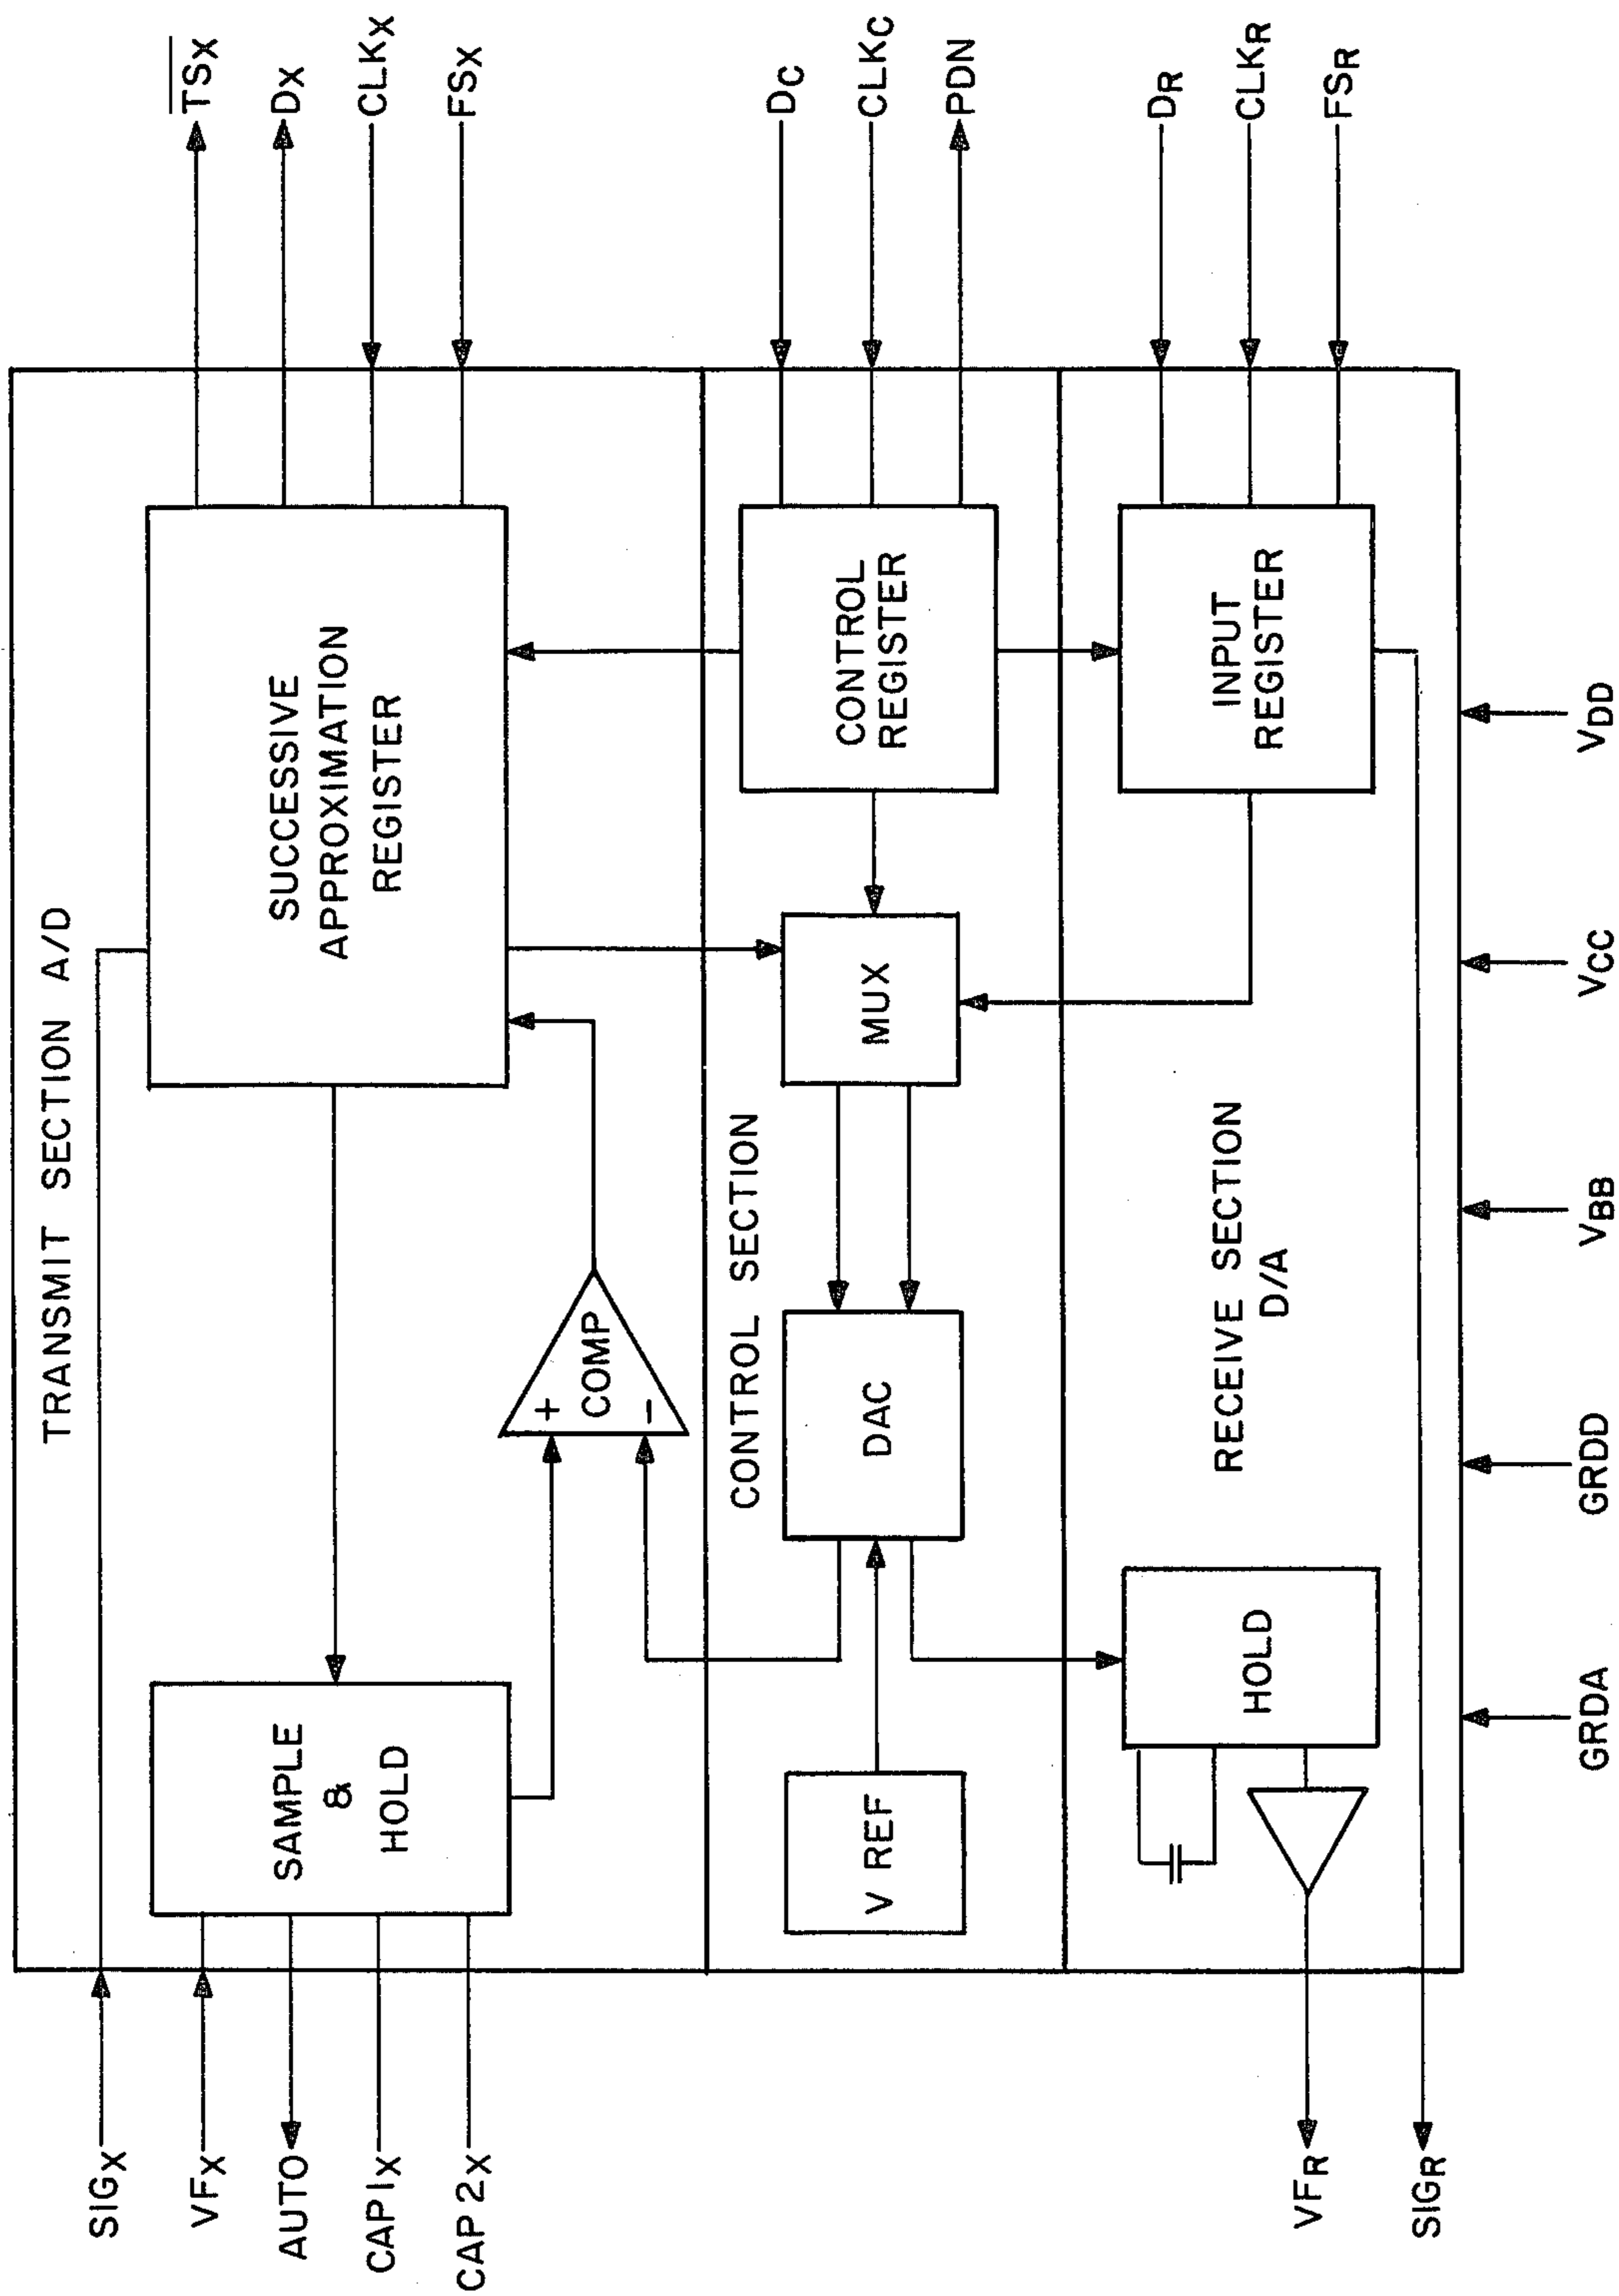 TRANSMIT SECTION A/D
SIGX
VFX
AUTO
CAP1X
CAP2X
SAMPLE
&
HOLD
SUCCESSIVE
APPROXIMATION
REGISTER
+
COMP
−
TSX
DX
CLKX
FSX
CONTROL SECTION
V REF
DAC
MUX
CONTROL
REGISTER
DC
CLKC
PDN
RECEIVE SECTION
D/A
HOLD
INPUT
REGISTER
DR
CLKR
FSR
VFR
SIGR
GRDA
GRDD
VBB
VCC
VDD